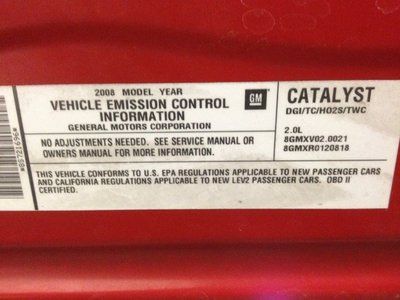 2008 MODEL YEAR
VEHICLE EMISSION CONTROL
INFORMATION
GENERAL MOTORS CORPORATION
GM
NO ADJUSTMENTS NEEDED. SEE SERVICE MANUAL OR
OWNERS MANUAL FOR MORE INFORMATION.
CATALYST
DGI/TC/HO2S/TWC
2.0L
8GMXV02.0021
8GMXR0120818
THIS VEHICLE CONFORMS TO U.S. EPA REGULATIONS APPLICABLE TO NEW PASSENGER CARS
AND CALIFORNIA REGULATIONS APPLICABLE TO NEW LEV2 PASSENGER CARS. OBD II
CERTIFIED.
*85721696*